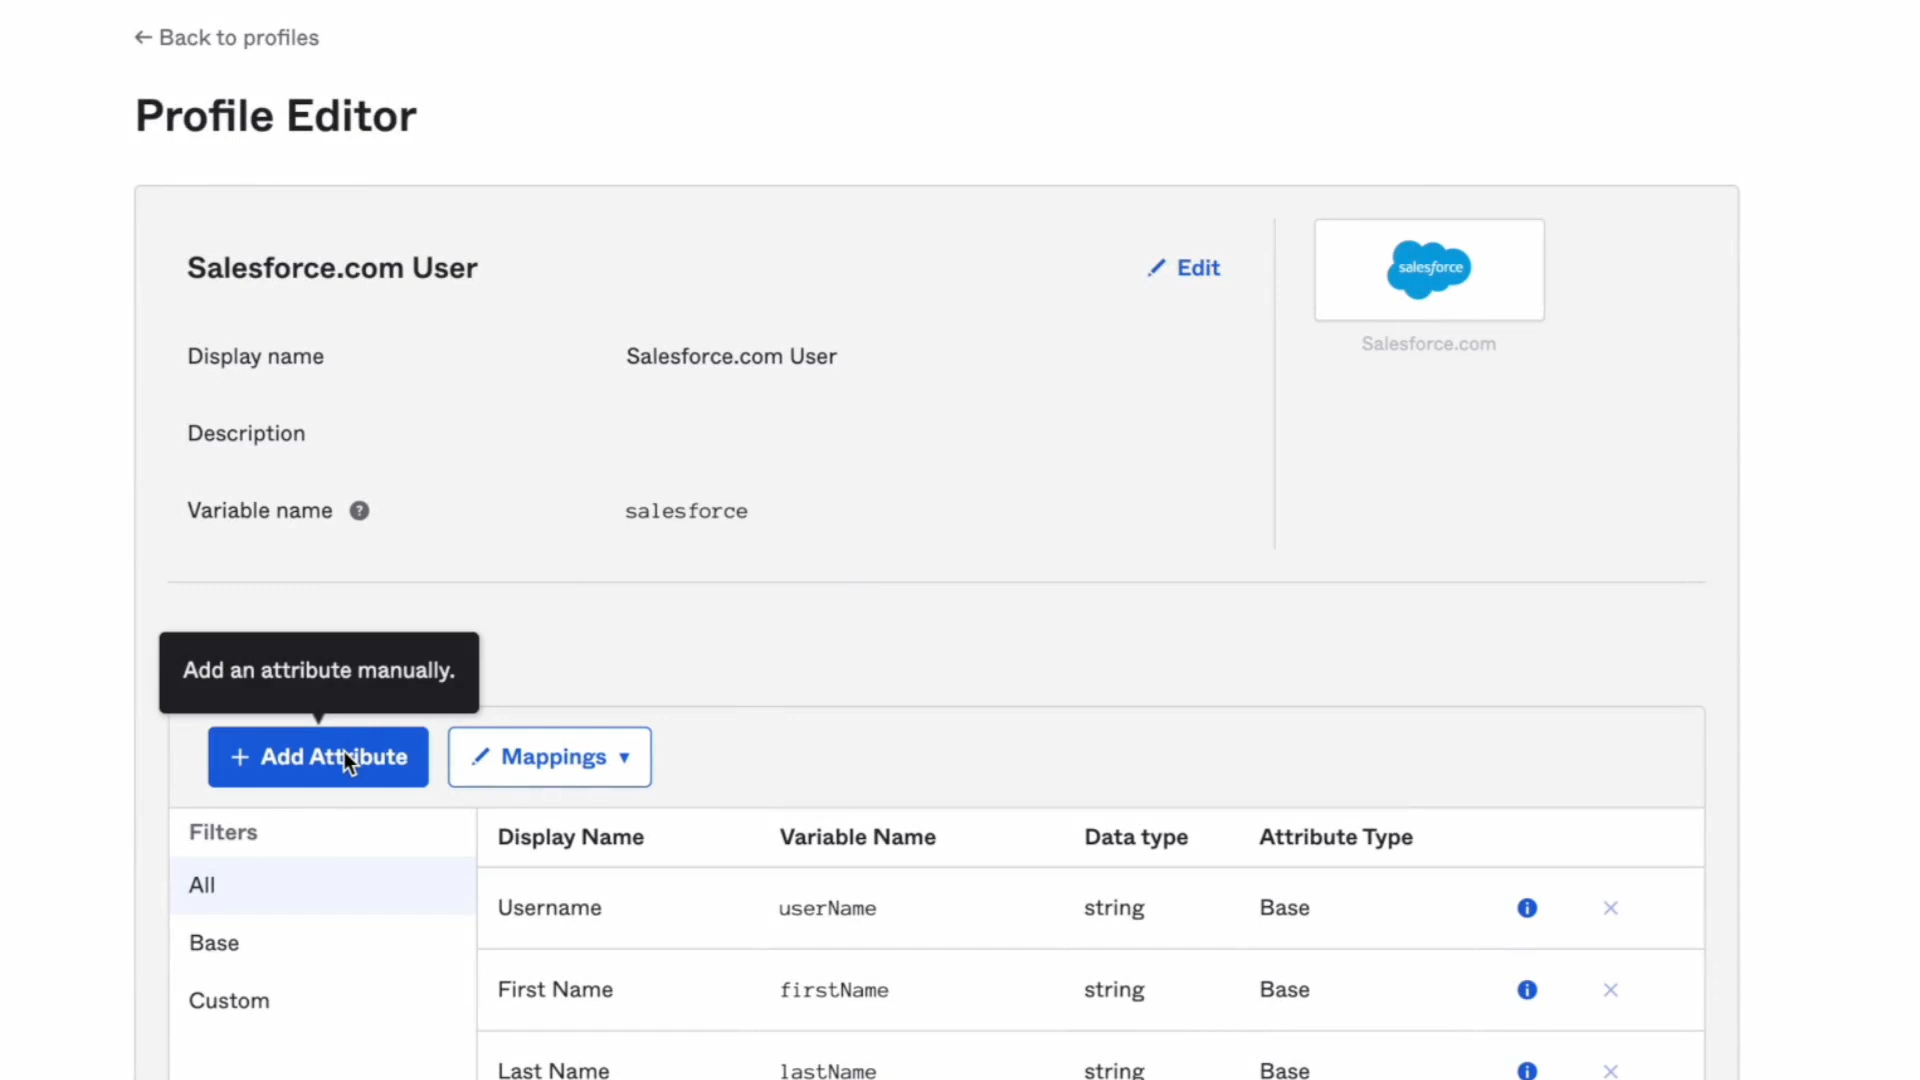 ← Back to profiles
Profile Editor
Salesforce.com User
Edit
salesforce
Salesforce.com
Display name Salesforce.com User
Description
Variable name ? salesforce
Add an attribute manually.
+ Add Attribute Mappings ▼
Filters
All
Base
Custom
Display Name Variable Name Data type Attribute Type
Username userName string Base i ×
First Name firstName string Base i ×
Last Name lastName string Base i ×